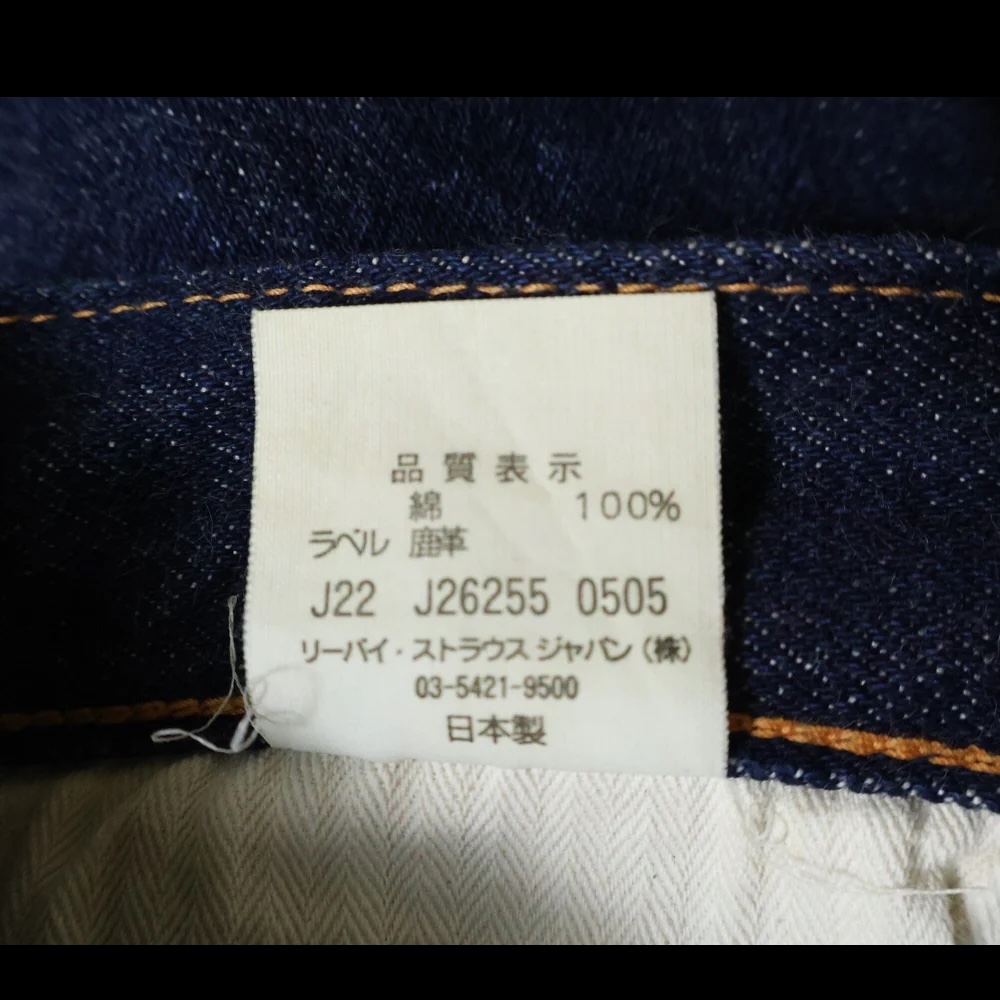 品質表示
綿 100%
ラベル 鹿革
J22 J26255 0505
リーバイ・ストラウス ジャパン(株)
03-5421-9500
日本製